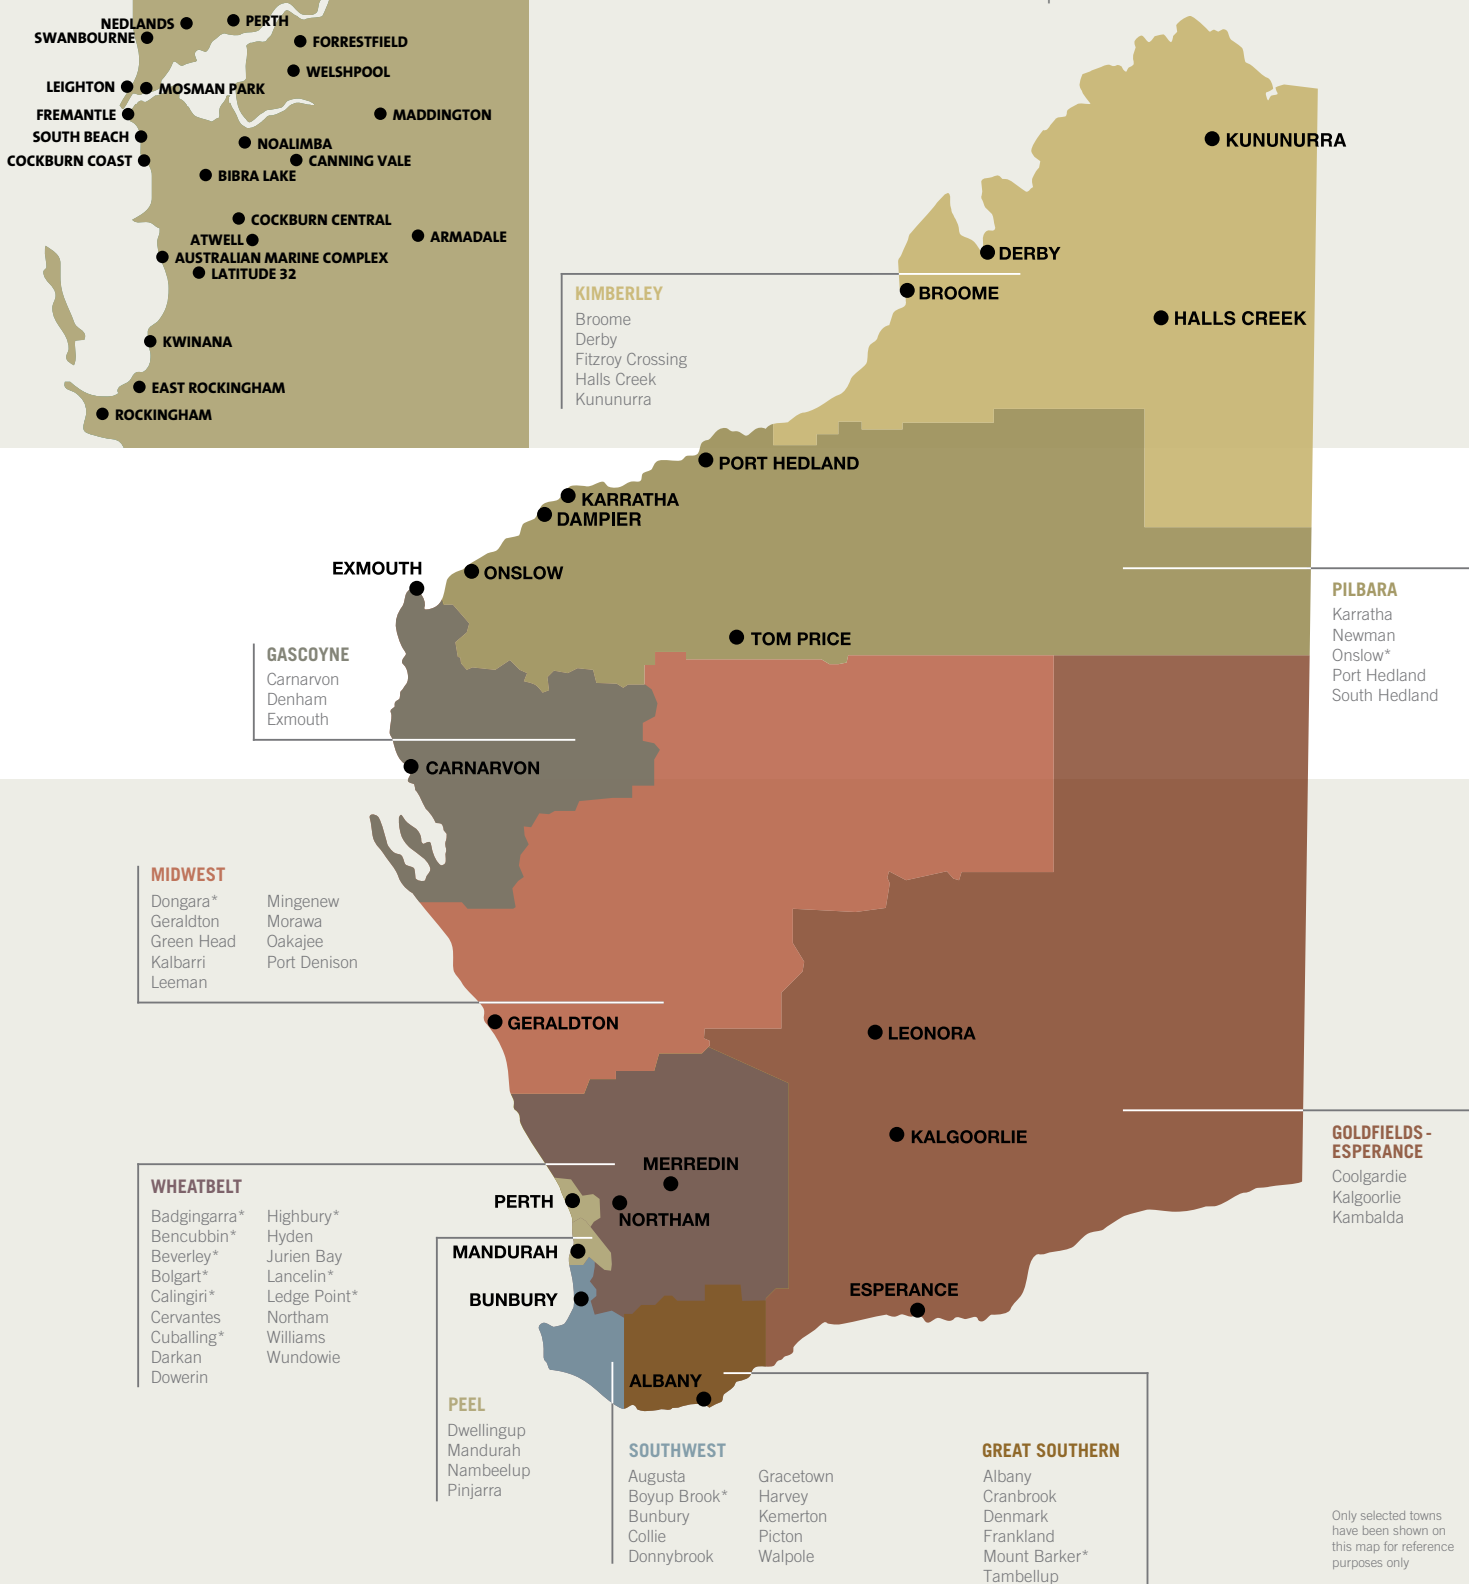 NEDLANDS
PERTH
SWANBOURNE
FORRESTFIELD
WELSHPOOL
LEIGHTON
MOSMAN PARK
FREMANTLE
MADDINGTON
SOUTH BEACH
NOALIMBA
COCKBURN COAST
CANNING VALE
BIBRA LAKE
COCKBURN CENTRAL
ATWELL
ARMADALE
AUSTRALIAN MARINE COMPLEX
LATITUDE 32
KWINANA
EAST ROCKINGHAM
ROCKINGHAM
KUNUNURRA
DERBY
BROOME
HALLS CREEK
KIMBERLEY
Broome
Derby
Fitzroy Crossing
Halls Creek
Kununurra
PORT HEDLAND
KARRATHA
DAMPIER
EXMOUTH
ONSLOW
TOM PRICE
PILBARA
Karratha
Newman
Onslow*
Port Hedland
South Hedland
GASCOYNE
Carnarvon
Denham
Exmouth
CARNARVON
MIDWEST
Dongara*
Geraldton
Green Head
Kalbarri
Leeman
Mingenew
Morawa
Oakajee
Port Denison
GERALDTON
LEONORA
KALGOORLIE
GOLDFIELDS -
ESPERANCE
Coolgardie
Kalgoorlie
Kambalda
MERREDIN
PERTH
NORTHAM
MANDURAH
BUNBURY
ESPERANCE
ALBANY
WHEATBELT
Badgingarra*
Bencubbin*
Beverley*
Bolgart*
Calingiri*
Cervantes
Cuballing*
Darkan
Dowerin
Highbury*
Hyden
Jurien Bay
Lancelin*
Ledge Point*
Northam
Williams
Wundowie
PEEL
Dwellingup
Mandurah
Nambeelup
Pinjarra
SOUTHWEST
Augusta
Boyup Brook*
Bunbury
Collie
Donnybrook
Gracetown
Harvey
Kemerton
Picton
Walpole
GREAT SOUTHERN
Albany
Cranbrook
Denmark
Frankland
Mount Barker*
Tambellup
Only selected towns
have been shown on
this map for reference
purposes only